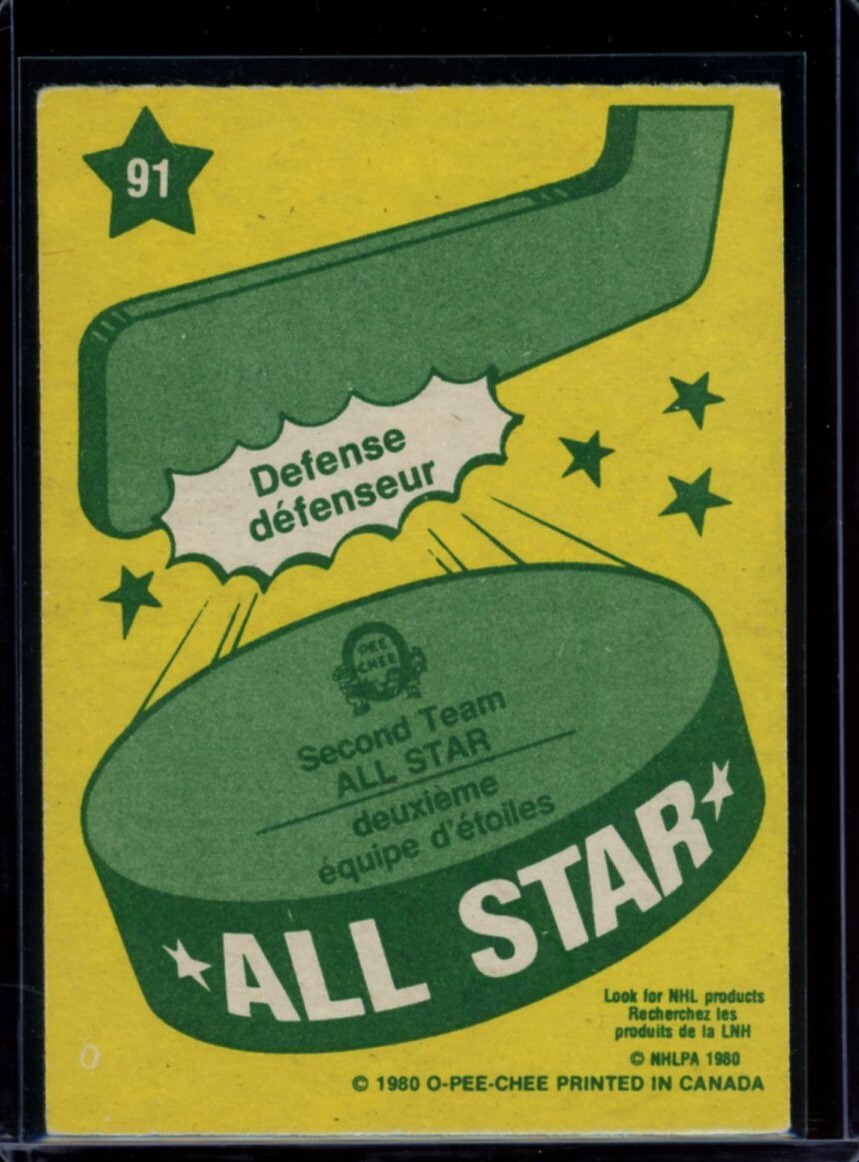 91
Defense
défenseur
PEE
CHEE
Second Team
ALL STAR
deuxième
équipe d'étoiles
ALL STAR
Look for NHL products
Recherchez les
produits de la LNH
© NHLPA 1980
© 1980 O-PEE-CHEE PRINTED IN CANADA